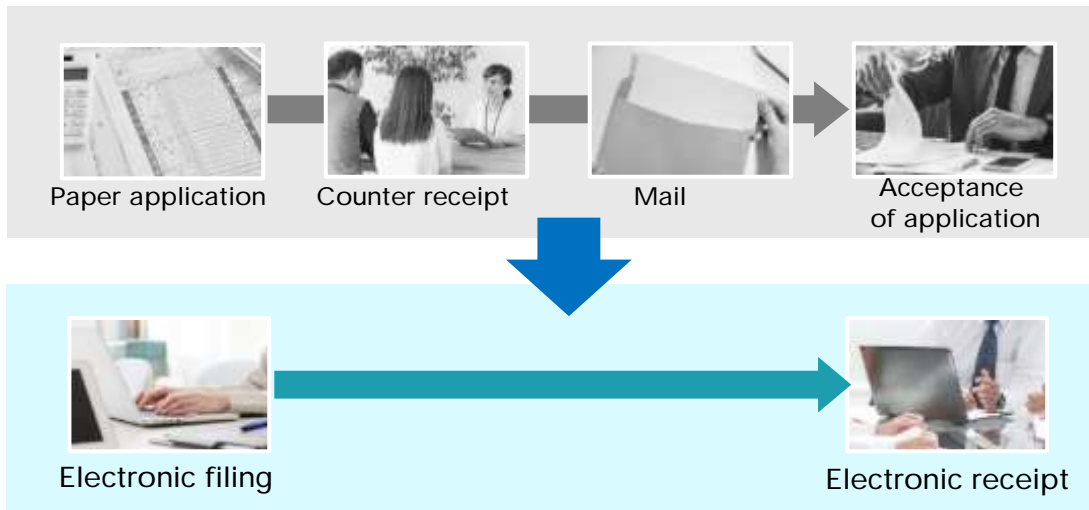 Paper application
Counter receipt
Mail
Acceptance
of application
Electronic filing
Electronic receipt